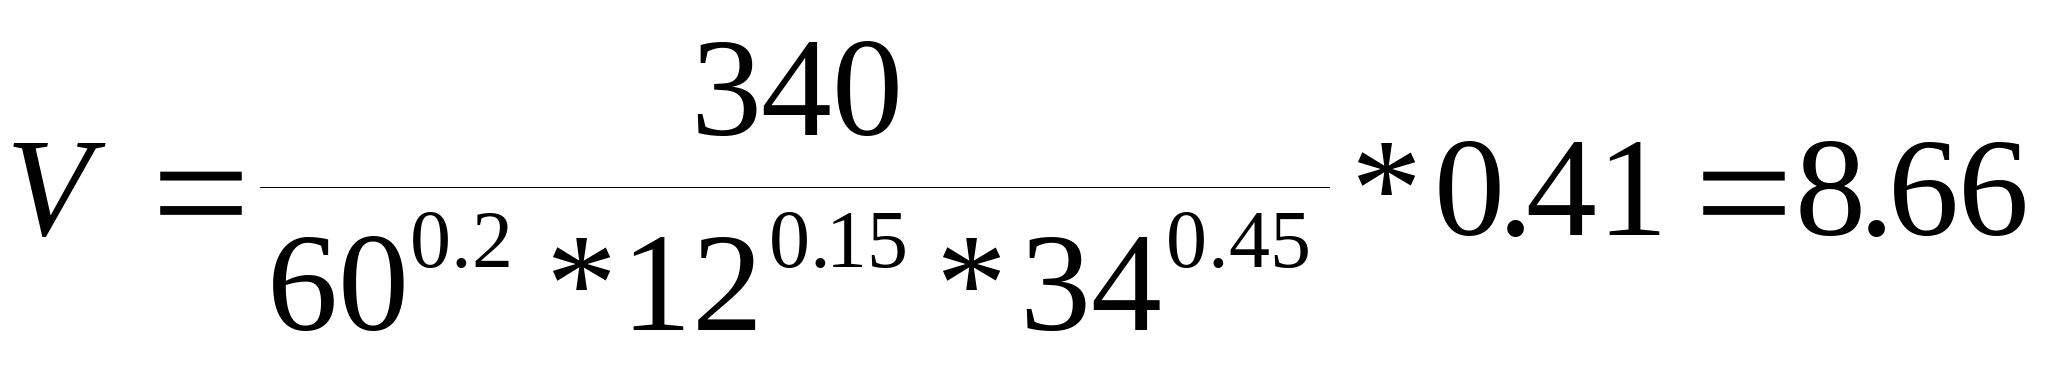 V = 340 / 60^0.2 * 12^0.15 * 34^0.45 * 0.41 = 8.66